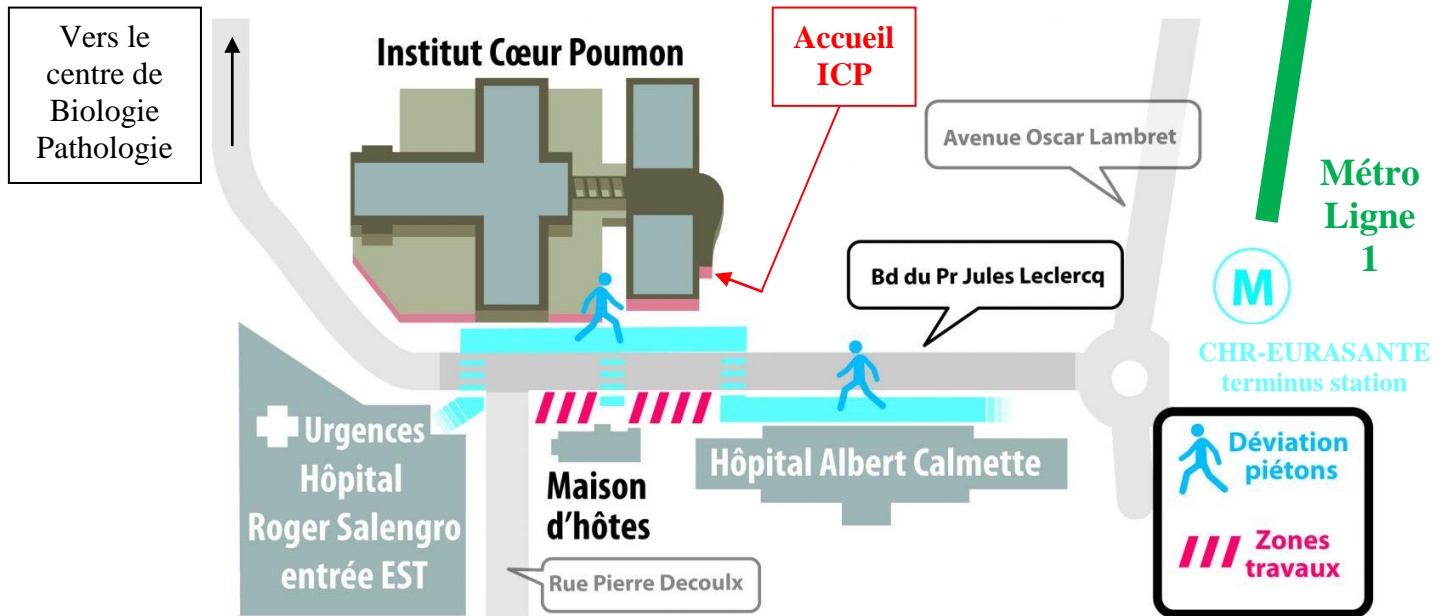 Vers le
centre de
Biologie
Pathologie
Institut Cœur Poumon
Accueil
ICP
Avenue Oscar Lambret
Métro
Ligne
1
Bd du Pr Jules Leclercq
M
CHR-EURASANTE
terminus station
Urgences
Hôpital
Roger Salengro
entrée EST
Maison
d'hôtes
Hôpital Albert Calmette
Rue Pierre Decoulx
Déviation
piétons
Zones
travaux